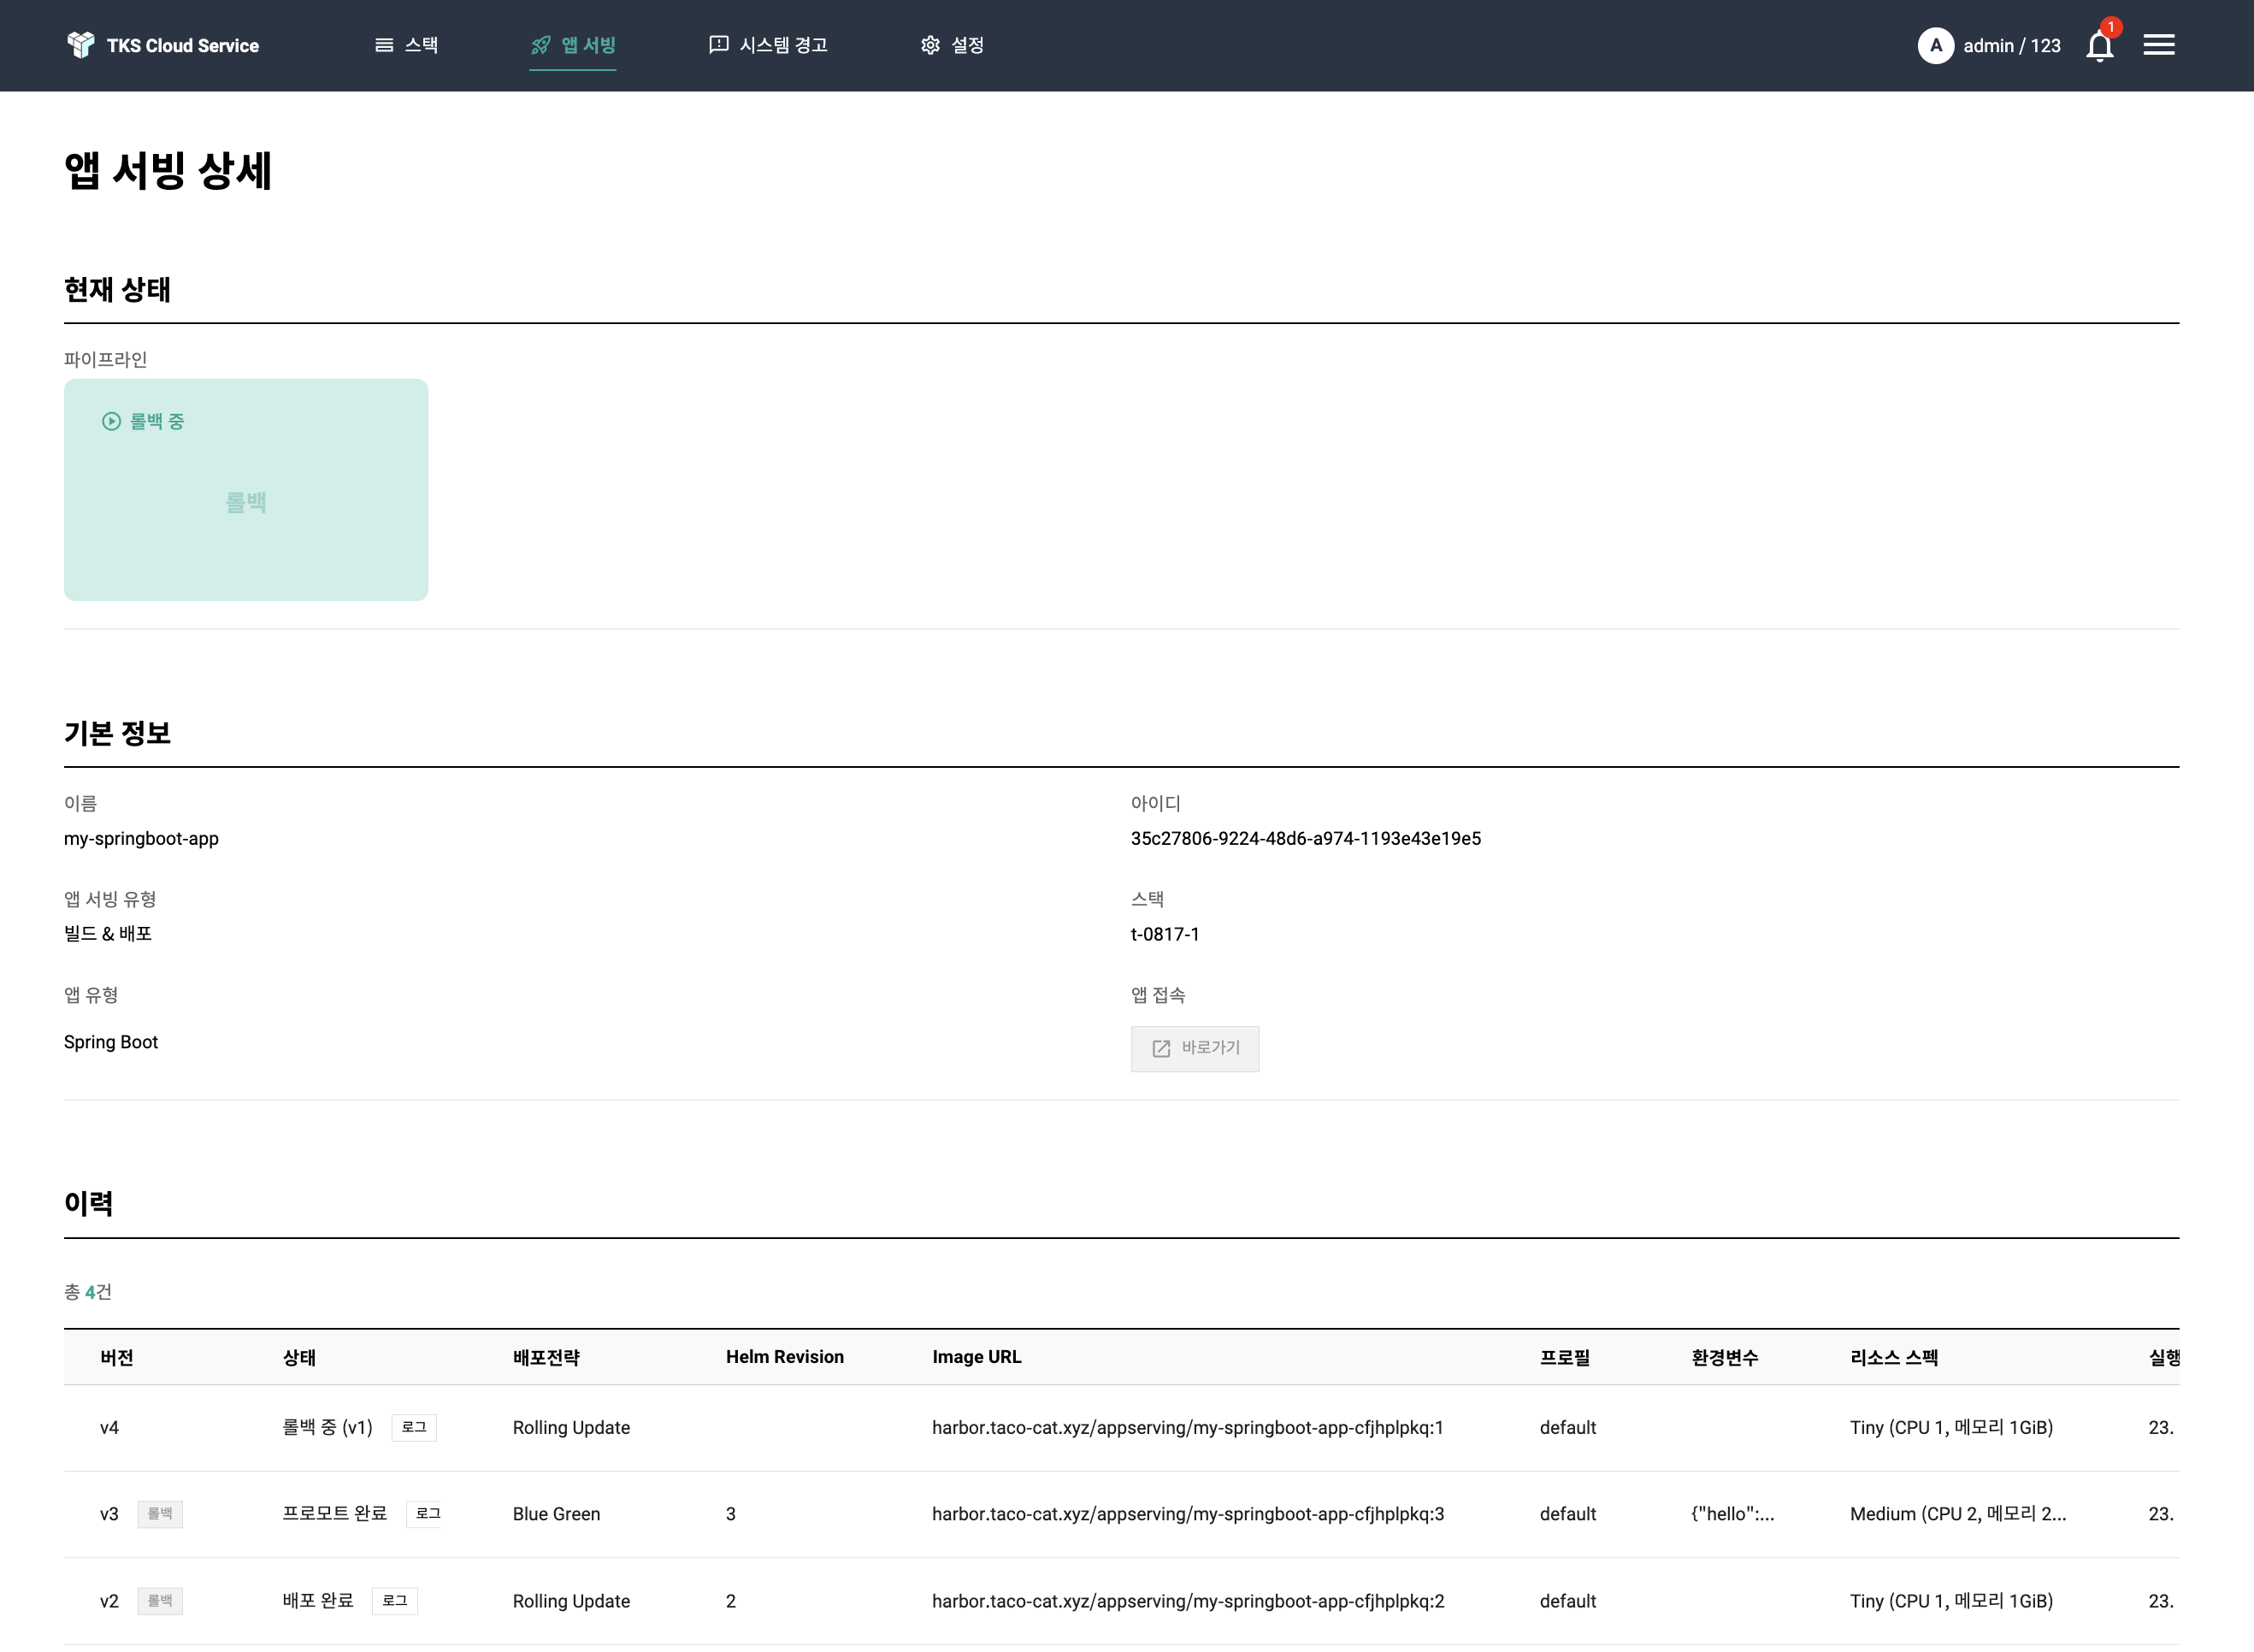 TKS Cloud Service
스택
앱 서빙
시스템 경고
설정
A
admin / 123
1
앱 서빙 상세
현재 상태
파이프라인
롤백 중
롤백
기본 정보
이름
아이디
my-springboot-app
35c27806-9224-48d6-a974-1193e43e19e5
앱 서빙 유형
스택
빌드 & 배포
t-0817-1
앱 유형
앱 접속
Spring Boot
바로가기
이력
총 4건
버전 상태 배포전략 Helm Revision Image URL 프로필 환경변수 리소스 스펙 실행
v4 롤백 중 (v1) 로그 Rolling Update harbor.taco-cat.xyz/appserving/my-springboot-app-cfjhplpkq:1 default Tiny (CPU 1, 메모리 1GiB) 23.
v3 롤백 프로모트 완료 로그 Blue Green 3 harbor.taco-cat.xyz/appserving/my-springboot-app-cfjhplpkq:3 default {"hello":... Medium (CPU 2, 메모리 2... 23.
v2 롤백 배포 완료 로그 Rolling Update 2 harbor.taco-cat.xyz/appserving/my-springboot-app-cfjhplpkq:2 default Tiny (CPU 1, 메모리 1GiB) 23.